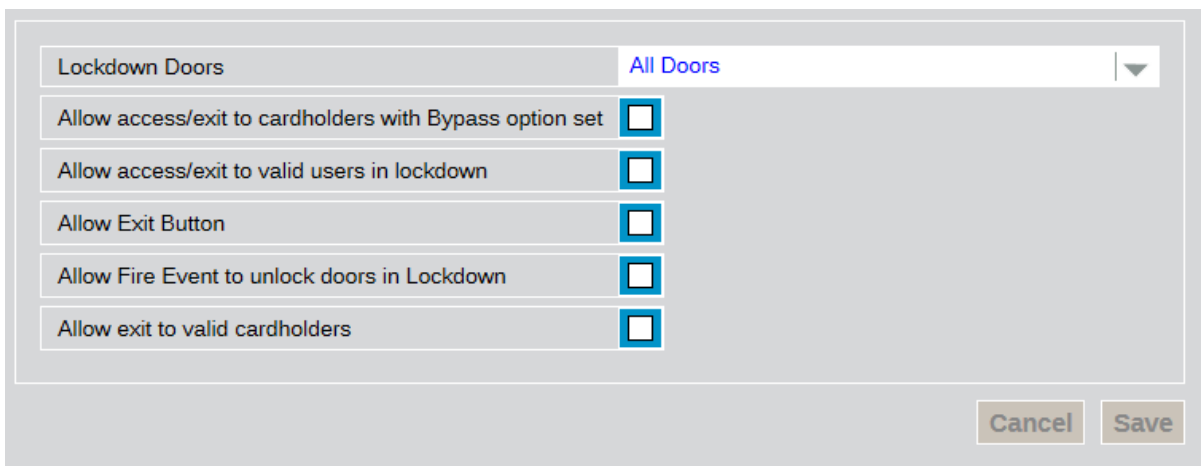 Lockdown Doors All Doors
Allow access/exit to cardholders with Bypass option set
Allow access/exit to valid users in lockdown
Allow Exit Button
Allow Fire Event to unlock doors in Lockdown
Allow exit to valid cardholders
Cancel Save